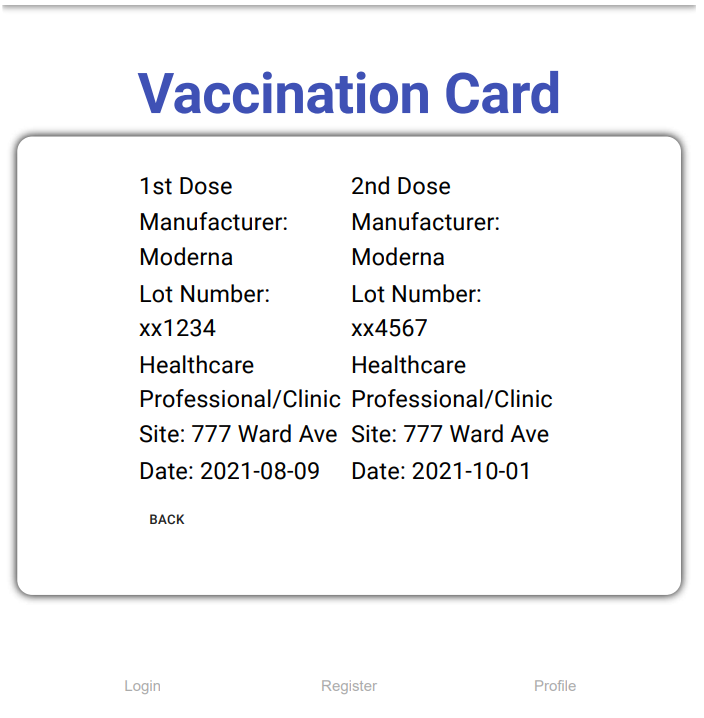 Vaccination Card
1st Dose
Manufacturer:
Moderna
Lot Number:
xx1234
Healthcare
Professional/Clinic
Site: 777 Ward Ave
Date: 2021-08-09
2nd Dose
Manufacturer:
Moderna
Lot Number:
xx4567
Healthcare
Professional/Clinic
Site: 777 Ward Ave
Date: 2021-10-01
BACK
Login
Register
Profile